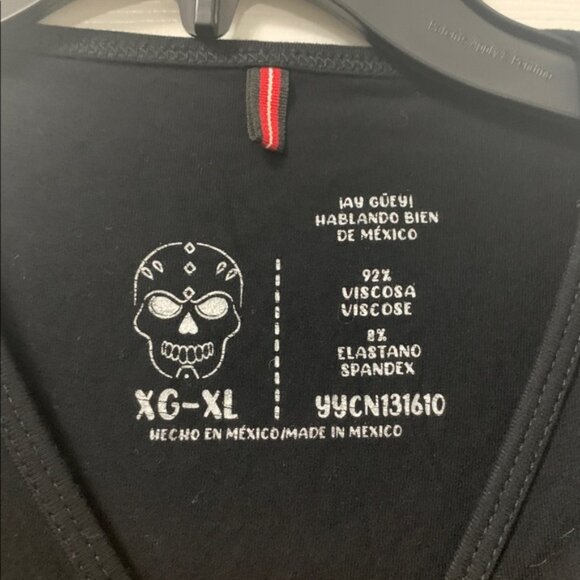 ¡AY GÜEY!
HABLANDO BIEN
DE MÉXICO
92%
VISCOSA
VISCOSE
8%
ELASTANO
SPANDEX
XG-XL
YYCN131610
HECHO EN MÉXICO/MADE IN MEXICO